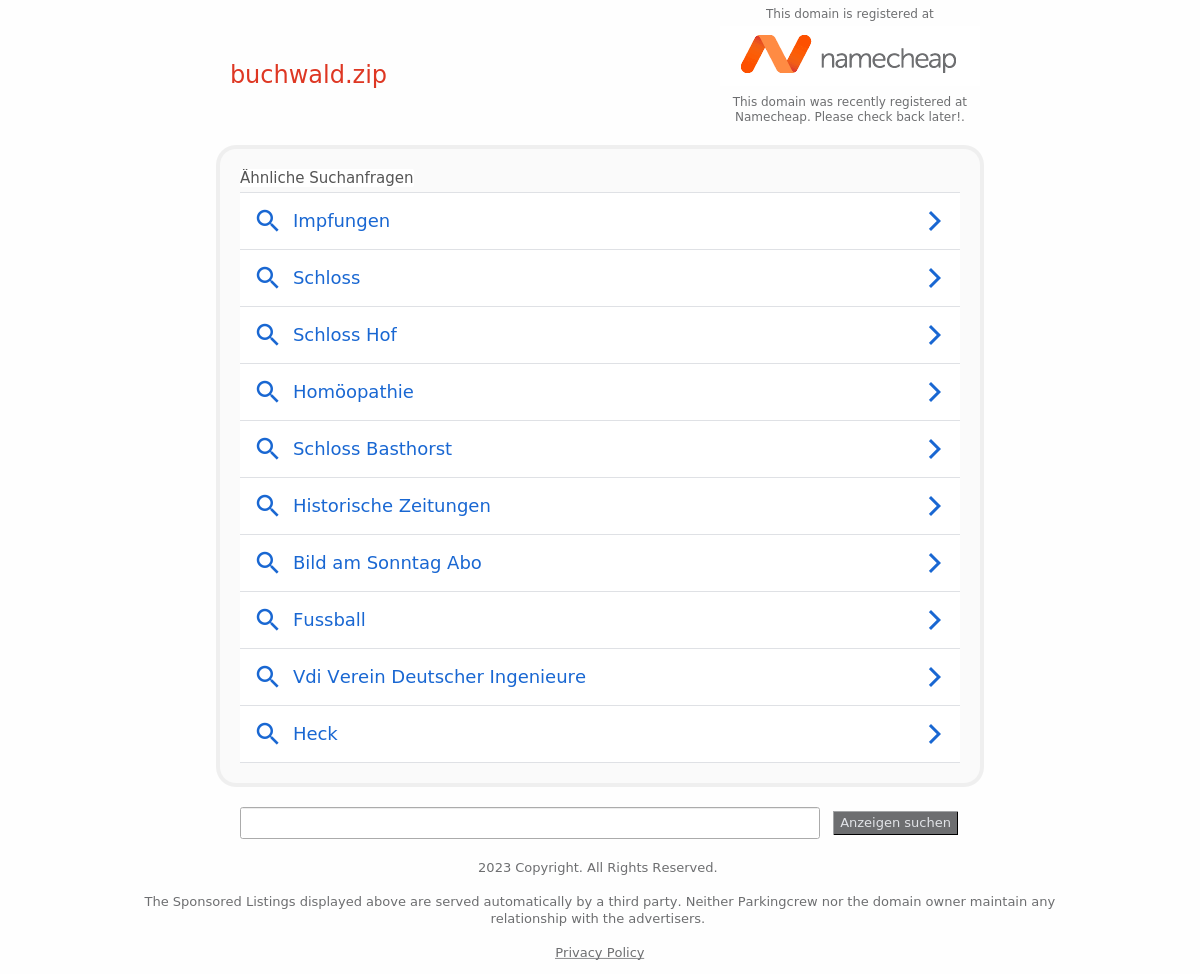 This domain is registered at
namecheap
buchwald.zip
This domain was recently registered at
Namecheap. Please check back later!.
Ähnliche Suchanfragen
Impfungen
Schloss
Schloss Hof
Homöopathie
Schloss Basthorst
Historische Zeitungen
Bild am Sonntag Abo
Fussball
Vdi Verein Deutscher Ingenieure
Heck
Anzeigen suchen
2023 Copyright. All Rights Reserved.
The Sponsored Listings displayed above are served automatically by a third party. Neither Parkingcrew nor the domain owner maintain any
relationship with the advertisers.
Privacy Policy